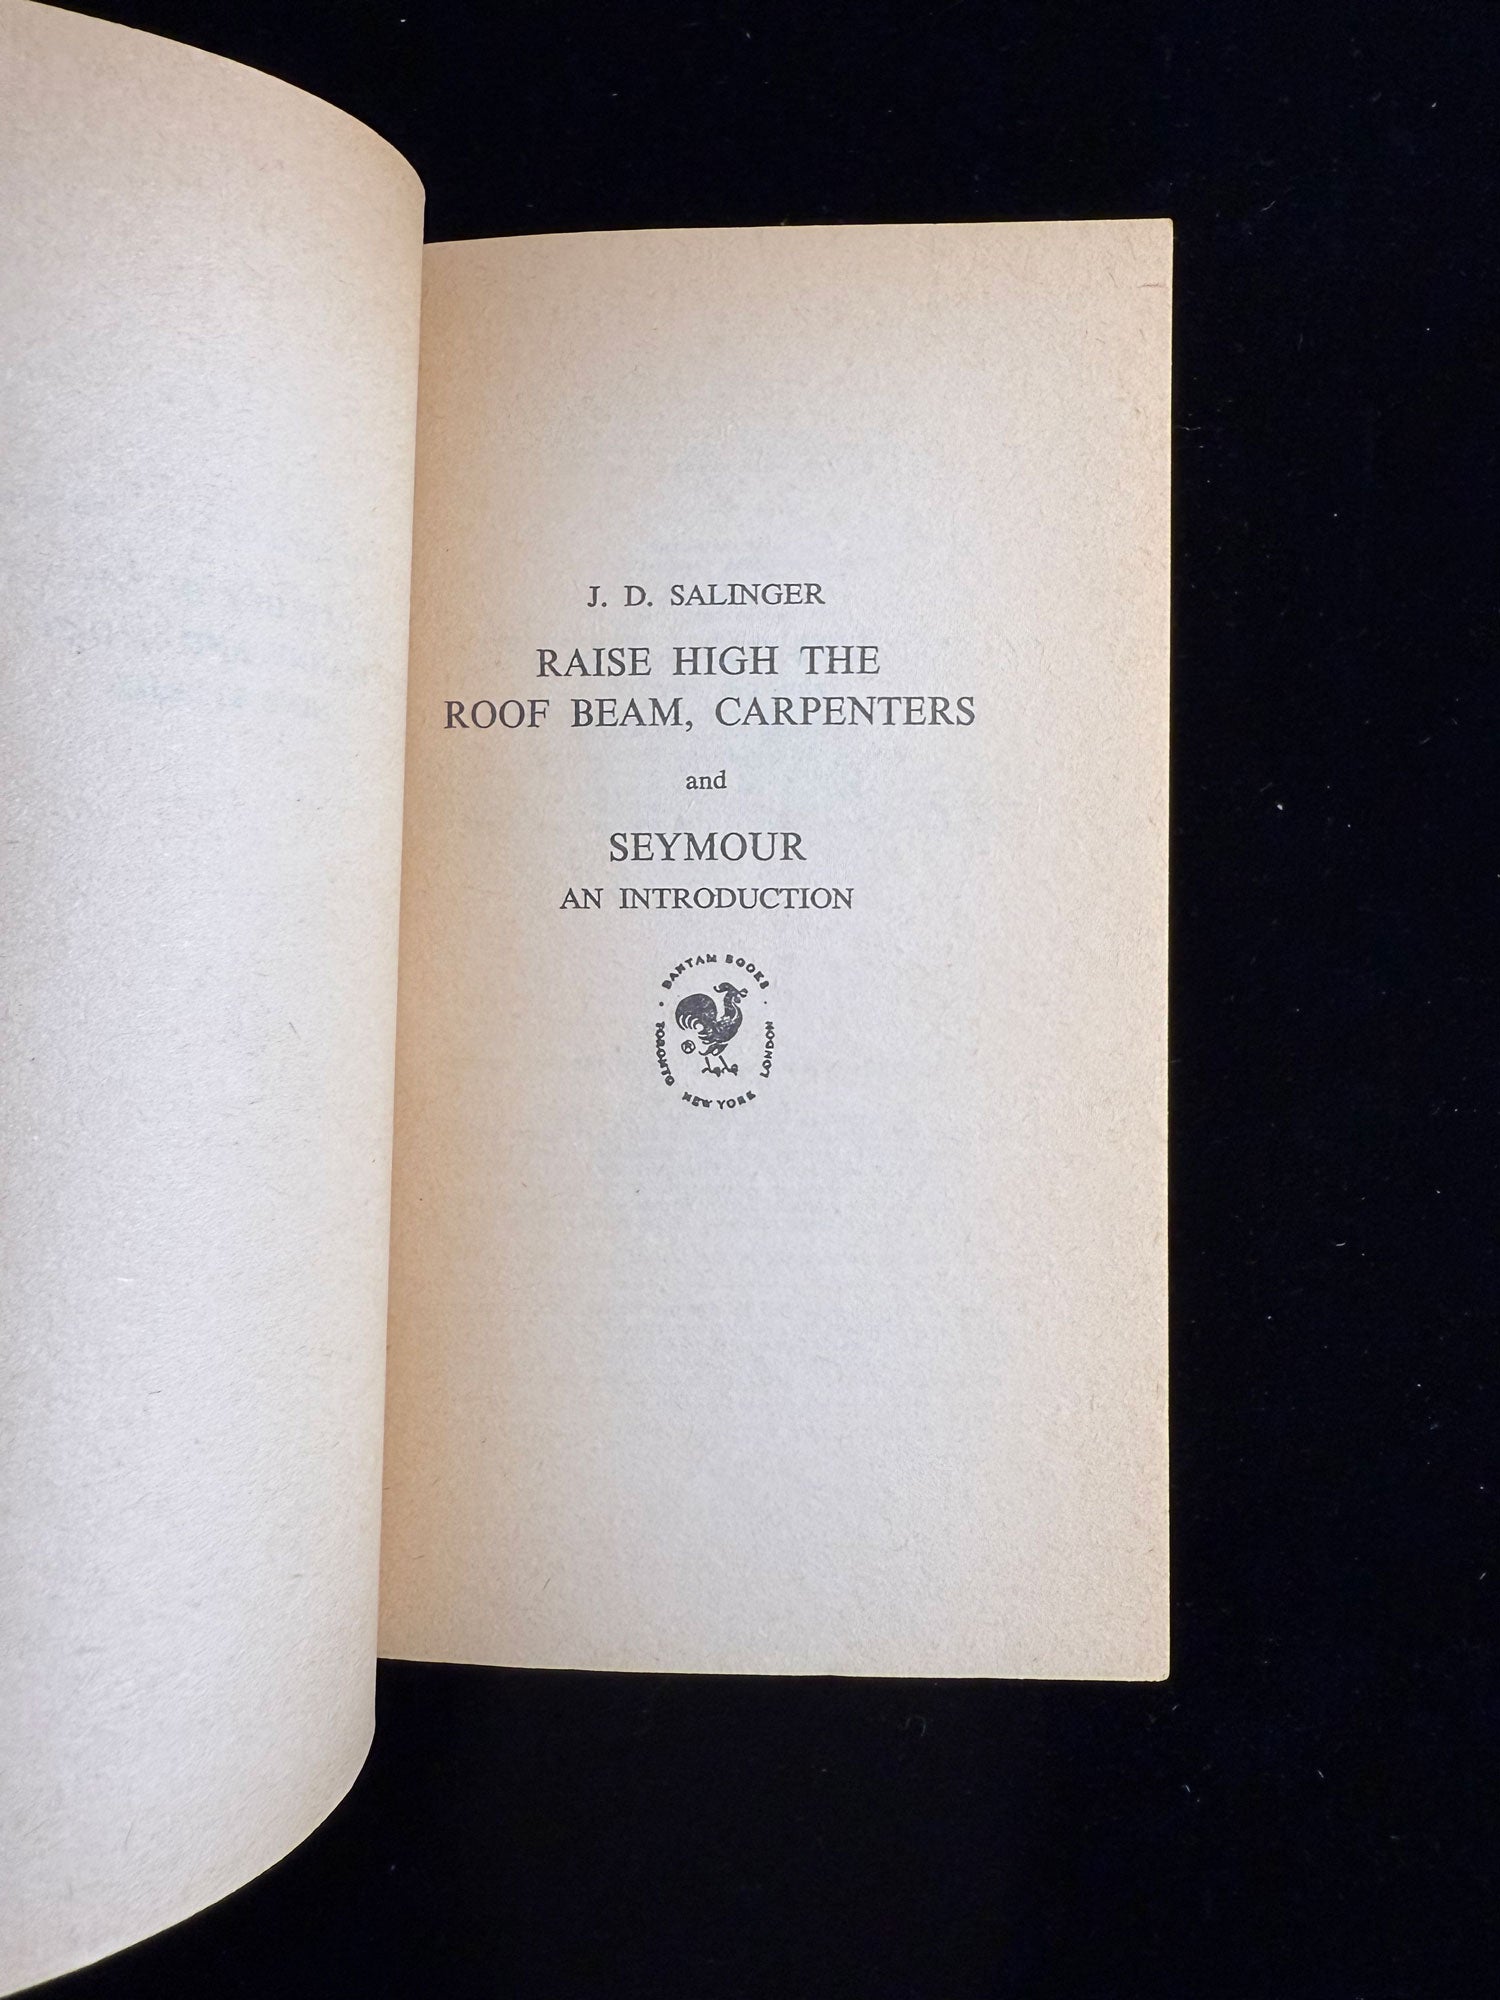 J. D. SALINGER
RAISE HIGH THE
ROOF BEAM, CARPENTERS
and
SEYMOUR
AN INTRODUCTION
BANTAM BOOKS
TORONTO · NEW YORK · LONDON
®